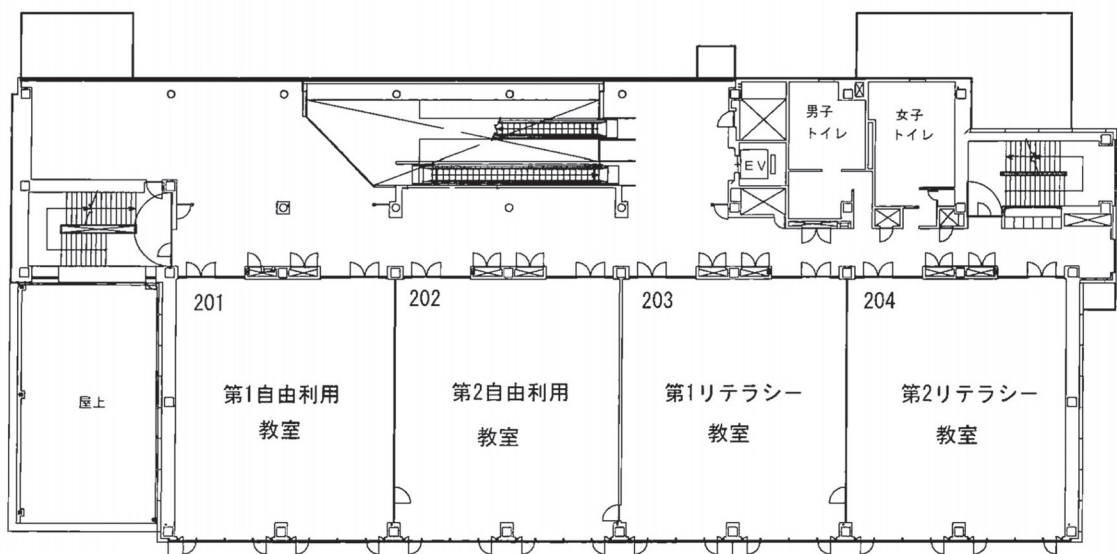 男子
トイレ
女子
トイレ
EV
201
202
203
204
第1自由利用
教室
第2自由利用
教室
第1リテラシー
教室
第2リテラシー
教室
屋上